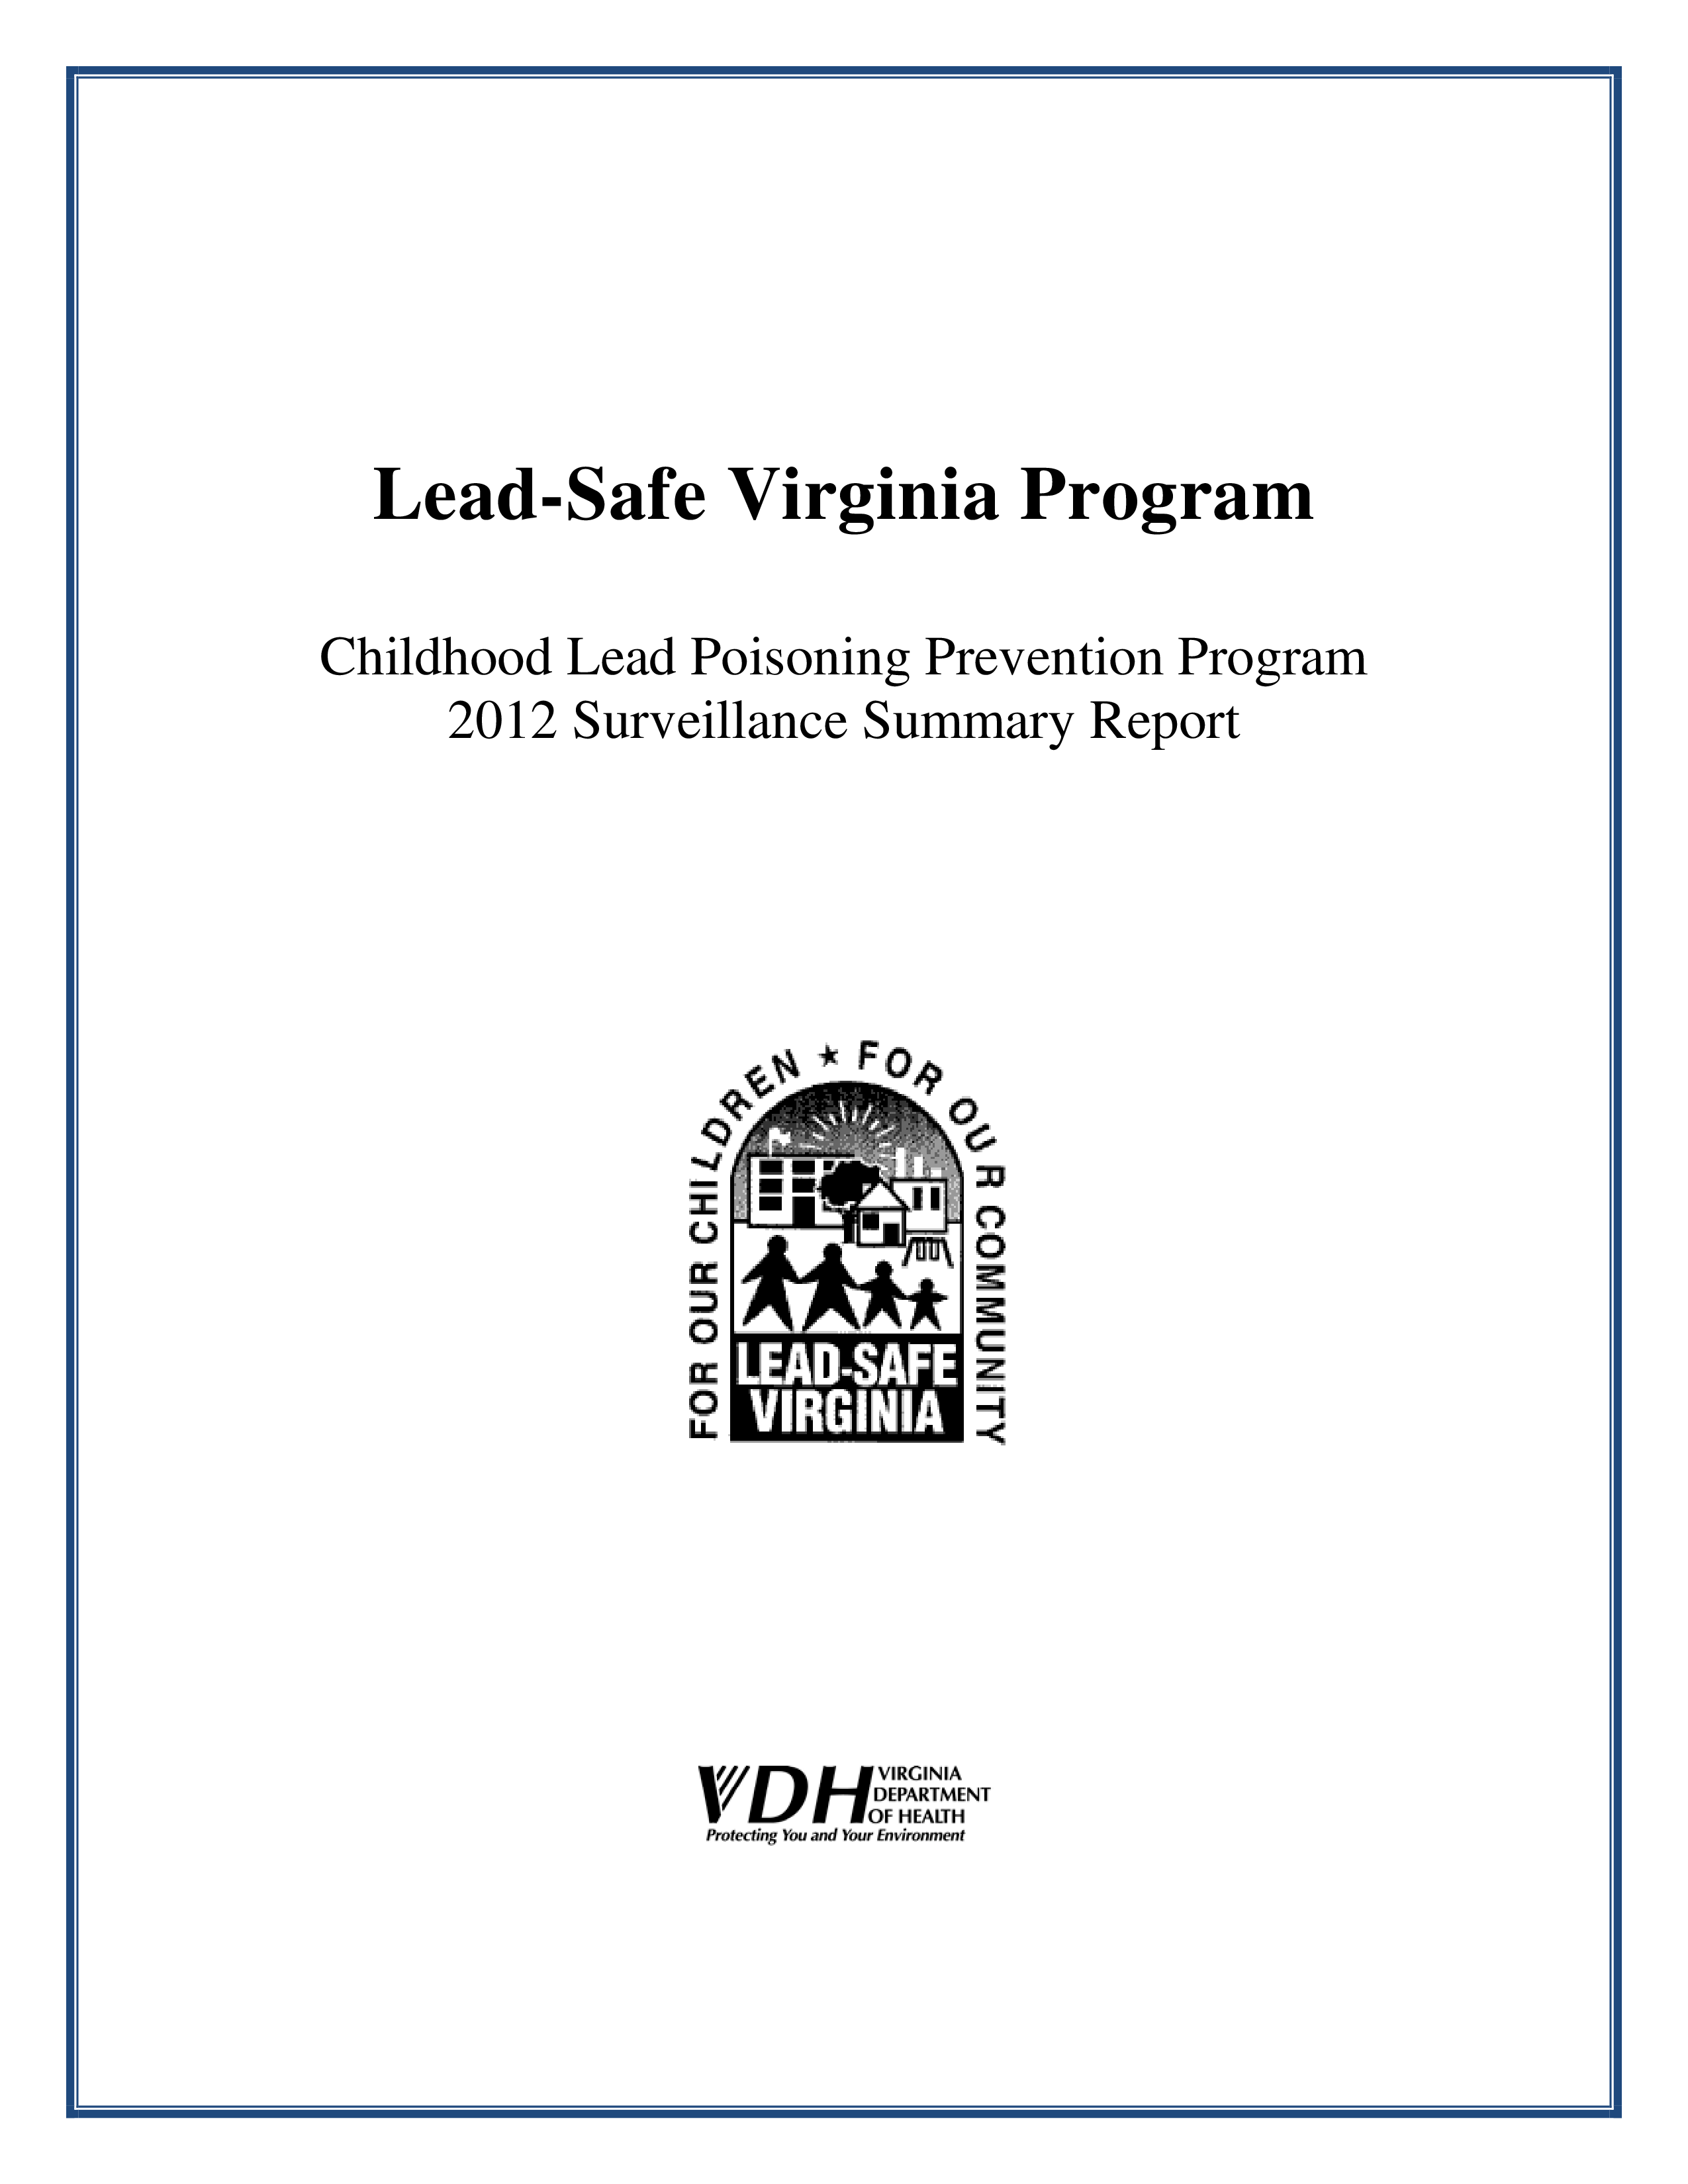 Lead-Safe Virginia Program
Childhood Lead Poisoning Prevention Program
2012 Surveillance Summary Report
FOR OUR CHILDREN ★ FOR OUR COMMUNITY
LEAD-SAFE
VIRGINIA
VDH VIRGINIA
DEPARTMENT
OF HEALTH
Protecting You and Your Environment